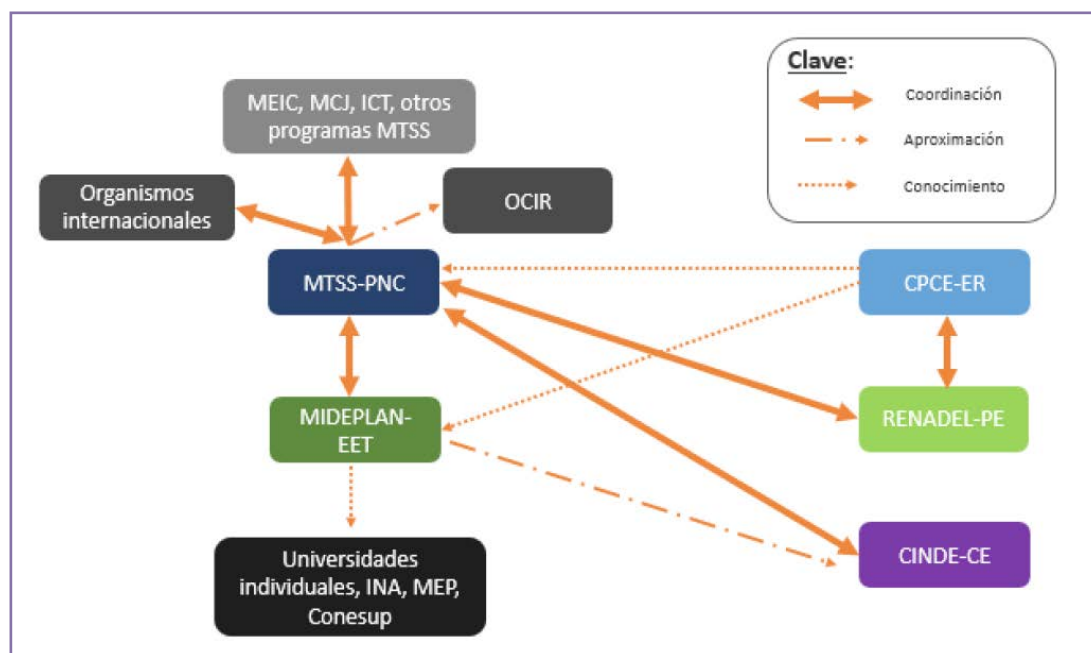 Clave:
Coordinación
Aproximación
Conocimiento
MEIC, MCJ, ICT, otros
programas MTSS
Organismos
internacionales
OCIR
MTSS-PNC
CPCE-ER
MIDEPLAN-
EET
RENADEL-PE
CINDE-CE
Universidades
individuales, INA, MEP,
Conesup